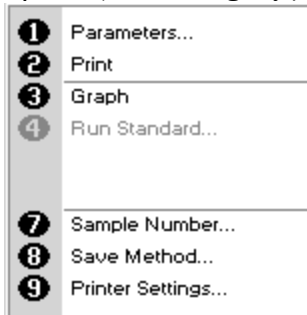 1 Parameters...
2 Print
3 Graph
4 Run Standard...
7 Sample Number...
8 Save Method...
9 Printer Settings...